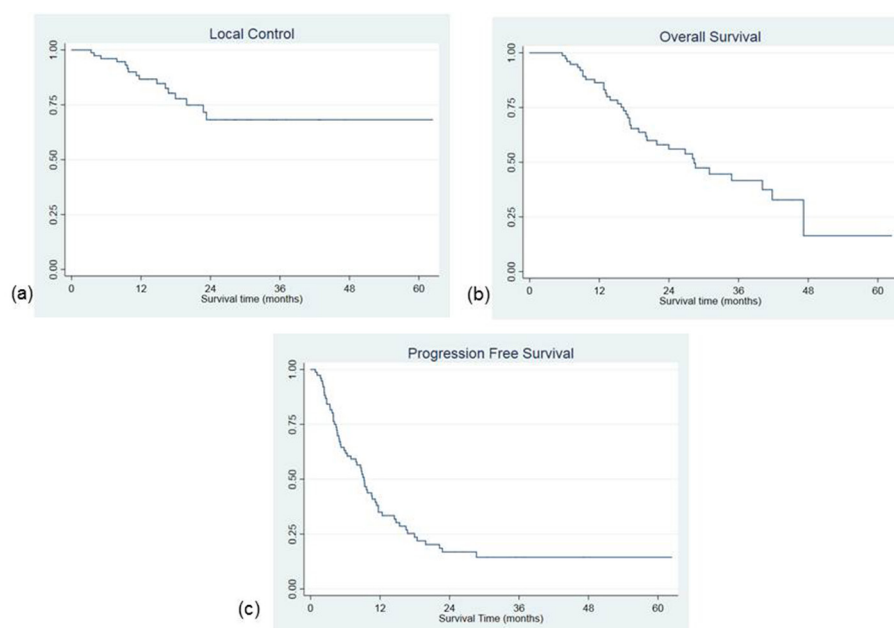 Local Control
1.00
0.75
0.50
0.25
0.00
0 12 24 36 48 60
Survival time (months)
(a)
Overall Survival
1.00
0.75
0.50
0.25
0.00
0 12 24 36 48 60
Survival time (months)
(b)
Progression Free Survival
1.00
0.75
0.50
0.25
0.00
0 12 24 36 48 60
Survival Time (months)
(c)